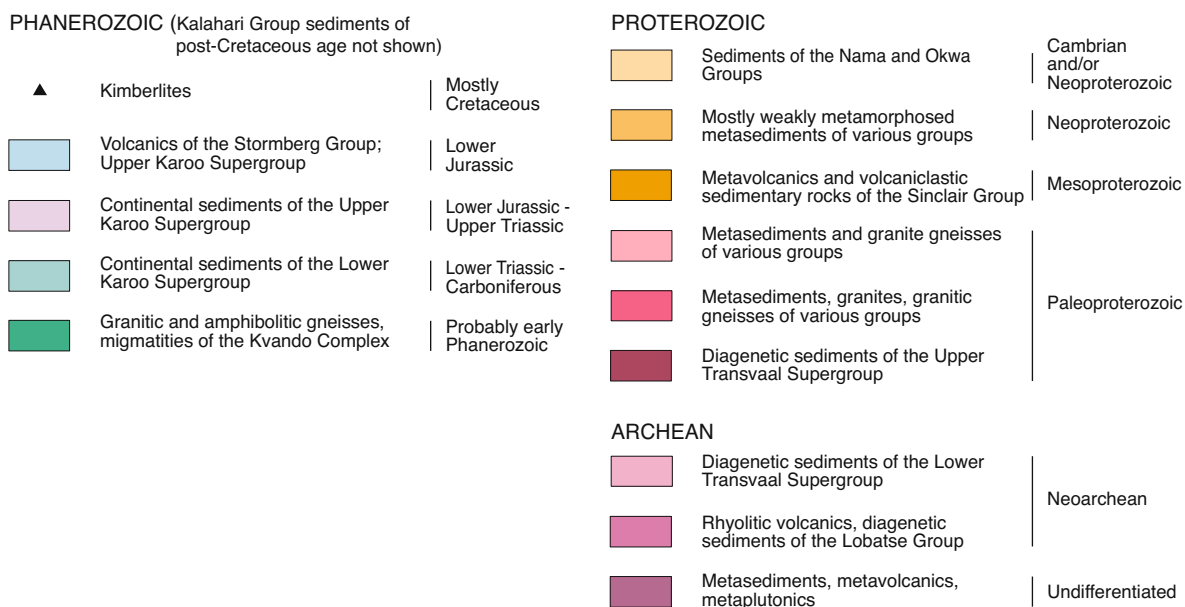 PHANEROZOIC (Kalahari Group sediments of
post-Cretaceous age not shown)
Kimberlites
Mostly
Cretaceous
Volcanics of the Stormberg Group;
Upper Karoo Supergroup
Lower
Jurassic
Continental sediments of the Upper
Karoo Supergroup
Lower Jurassic -
Upper Triassic
Continental sediments of the Lower
Karoo Supergroup
Lower Triassic -
Carboniferous
Granitic and amphibolitic gneisses,
migmatities of the Kvando Complex
Probably early
Phanerozoic
PROTEROZOIC
Sediments of the Nama and Okwa
Groups
Cambrian
and/or
Neoproterozoic
Mostly weakly metamorphosed
metasediments of various groups
Neoproterozoic
Metavolcanics and volcaniclastic
sedimentary rocks of the Sinclair Group
Mesoproterozoic
Metasediments and granite gneisses
of various groups
Metasediments, granites, granitic
gneisses of various groups
Paleoproterozoic
Diagenetic sediments of the Upper
Transvaal Supergroup
ARCHEAN
Diagenetic sediments of the Lower
Transvaal Supergroup
Neoarchean
Rhyolitic volcanics, diagenetic
sediments of the Lobatse Group
Metasediments, metavolcanics,
metaplutonics
Undifferentiated